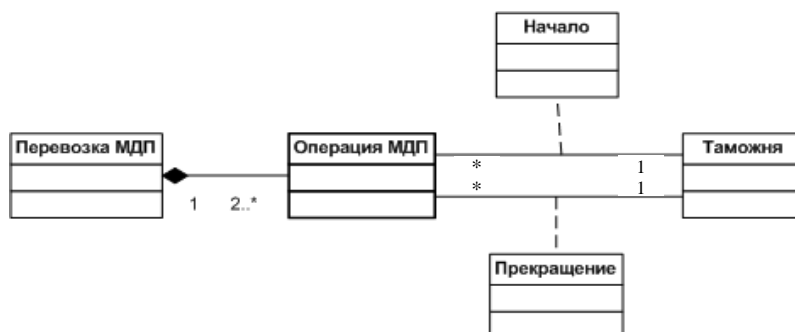 Начало
Перевозка МДП
Операция МДП
Таможня
* 1
* 1
1 2..*
Прекращение